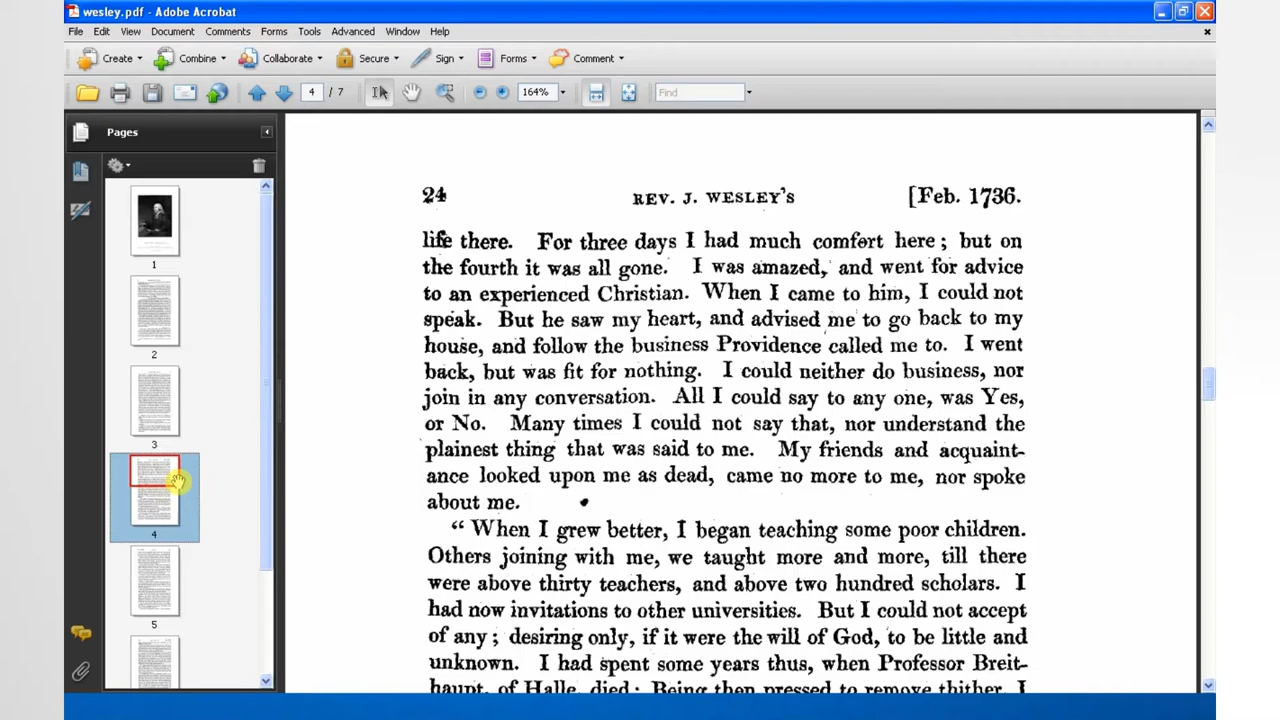 wesley.pdf - Adobe Acrobat
File Edit View Document Comments Forms Tools Advanced Window Help
Create Combine Collaborate Secure Sign Forms Comment
4 / 7 164% Find
Pages
1
2
3
4
5
24 REV. J. WESLEY'S [Feb. 1736.
life there. For three days I had much comfort here; but on
the fourth it was all gone. I was amazed, and went for advice
to an experienced Christian. When I came to him, I could not
speak. But he saw my heart, and advised me to go back to my
house, and follow the business Providence called me to. I went
back, but was fit for nothing. I could neither do business, nor
join in any conversation. All I could say to any one, was Yes,
or No. Many times I could not say that, nor understand the
plainest thing that was said to me. My friends and acquaint-
ance looked upon me as dead, came no more to me, nor spoke
about me.
"When I grew better, I began teaching some poor children.
Others joining with me, we taught more and more, till there
were above thirty teachers, and above two hundred scholars. I
had now invitations to other universities. But I could not accept
of any; desiring only, if it were the will of God, to be little and
unknown. I had spent some years thus, when Professor Breit-
haupt, of Halle, died: Being then pressed to remove thither, I